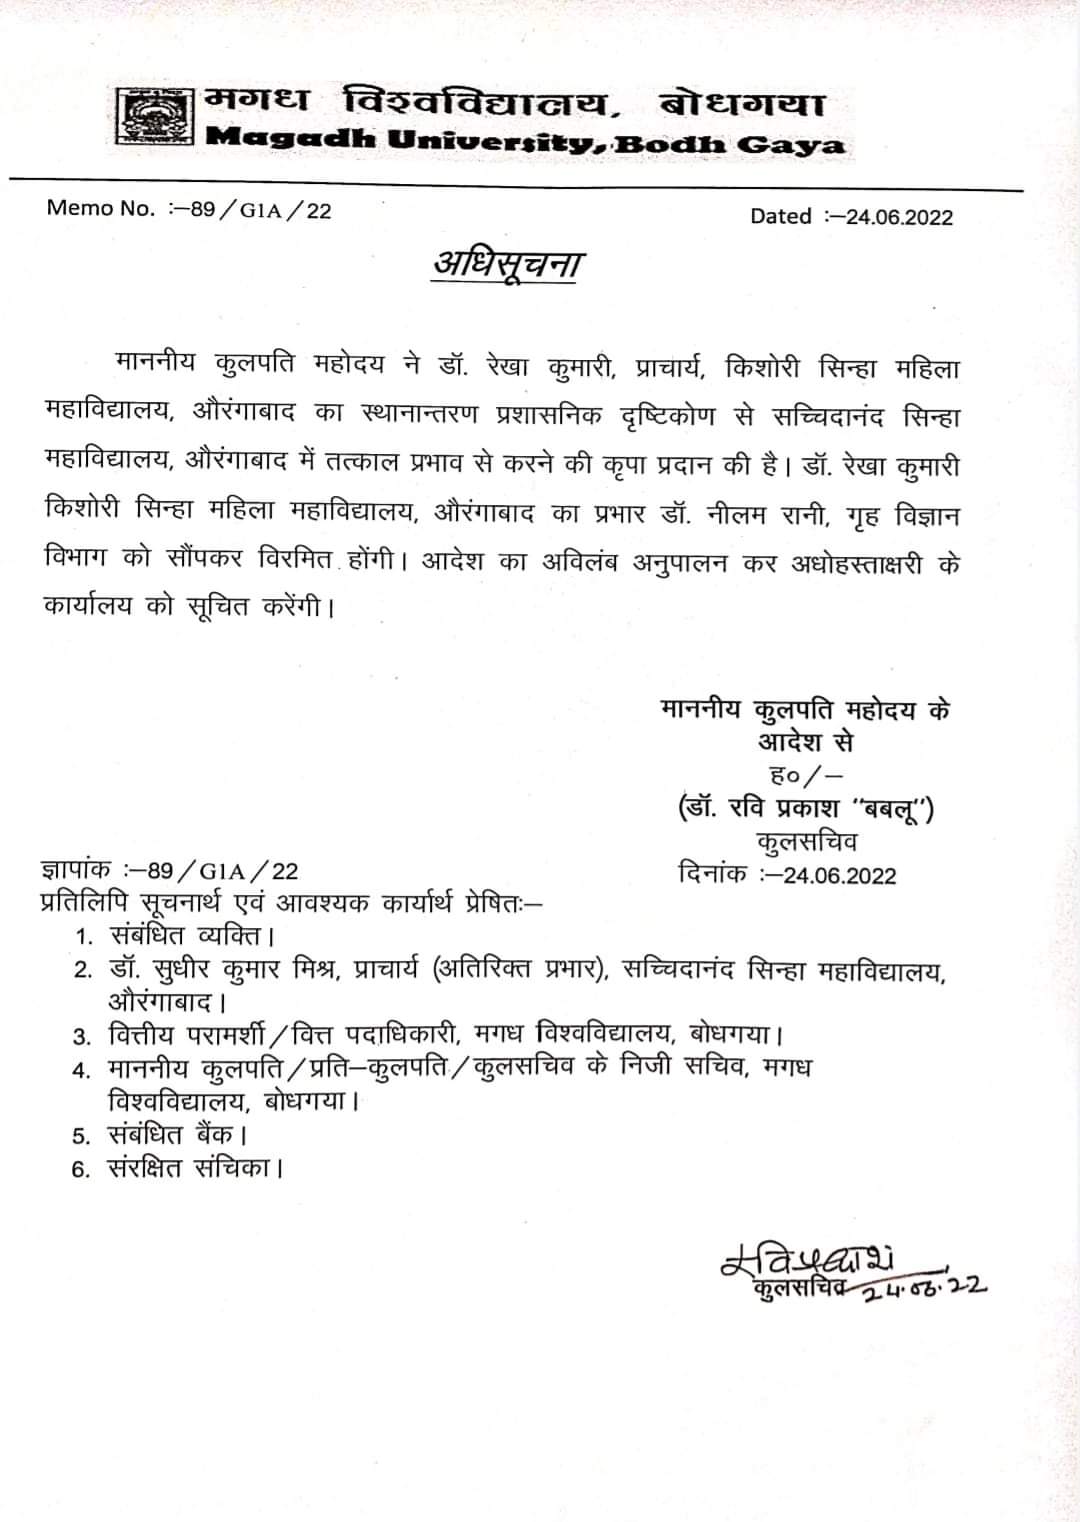 मगध विश्वविद्यालय, बोधगया
Magadh University, Bodh Gaya
Memo No. :–89/G1A/22
Dated :–24.06.2022
अधिसूचना
माननीय कुलपति महोदय ने डॉ. रेखा कुमारी, प्राचार्य, किशोरी सिन्हा महिला
महाविद्यालय, औरंगाबाद का स्थानान्तरण प्रशासनिक दृष्टिकोण से सच्चिदानंद सिन्हा
महाविद्यालय, औरंगाबाद में तत्काल प्रभाव से करने की कृपा प्रदान की है। डॉ. रेखा कुमारी
किशोरी सिन्हा महिला महाविद्यालय, औरंगाबाद का प्रभार डॉ. नीलम रानी, गृह विज्ञान
विभाग को सौंपकर विरमित होंगी। आदेश का अविलंब अनुपालन कर अधोहस्ताक्षरी के
कार्यालय को सूचित करेंगी।
माननीय कुलपति महोदय के
आदेश से
ह०/–
(डॉ. रवि प्रकाश "बबलू")
कुलसचिव
ज्ञापांक :–89/G1A/22
दिनांक :–24.06.2022
प्रतिलिपि सूचनार्थ एवं आवश्यक कार्यार्थ प्रेषितः–
1. संबंधित व्यक्ति।
2. डॉ. सुधीर कुमार मिश्र, प्राचार्य (अतिरिक्त प्रभार), सच्चिदानंद सिन्हा महाविद्यालय,
औरंगाबाद।
3. वित्तीय परामर्शी/वित्त पदाधिकारी, मगध विश्वविद्यालय, बोधगया।
4. माननीय कुलपति/प्रति–कुलपति/कुलसचिव के निजी सचिव, मगध
विश्वविद्यालय, बोधगया।
5. संबंधित बैंक।
6. संरक्षित संचिका।
रविप्रकाश
कुलसचिव 24.06.22